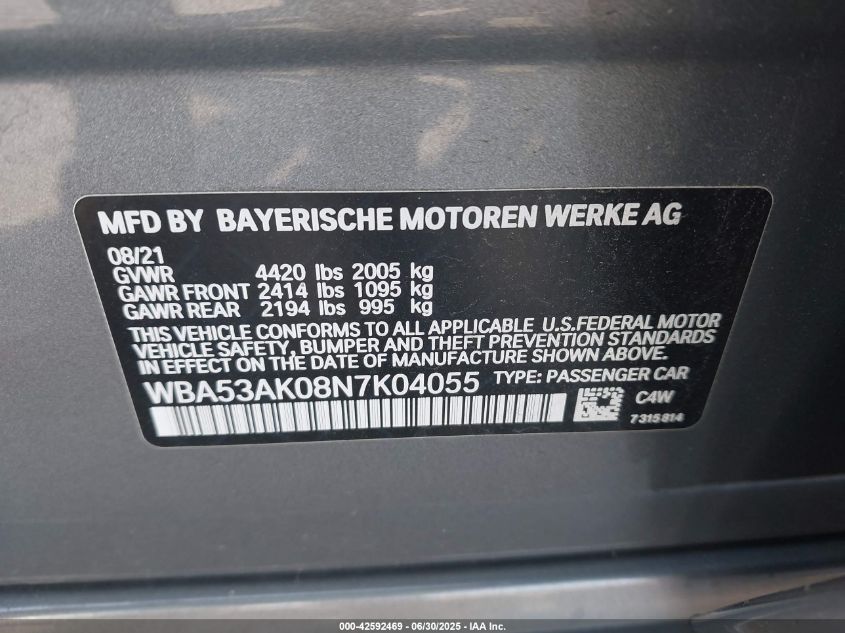 MFD BY BAYERISCHE MOTOREN WERKE AG
08/21
GVWR 4420 lbs 2005 kg
GAWR FRONT 2414 lbs 1095 kg
GAWR REAR 2194 lbs 995 kg
THIS VEHICLE CONFORMS TO ALL APPLICABLE U.S.FEDERAL MOTOR
VEHICLE SAFETY, BUMPER AND THEFT PREVENTION STANDARDS
IN EFFECT ON THE DATE OF MANUFACTURE SHOWN ABOVE.
WBA53AK08N7K04055 TYPE: PASSENGER CAR
C4W
7315814
000-42592469 - 06/30/2025 - IAA Inc.